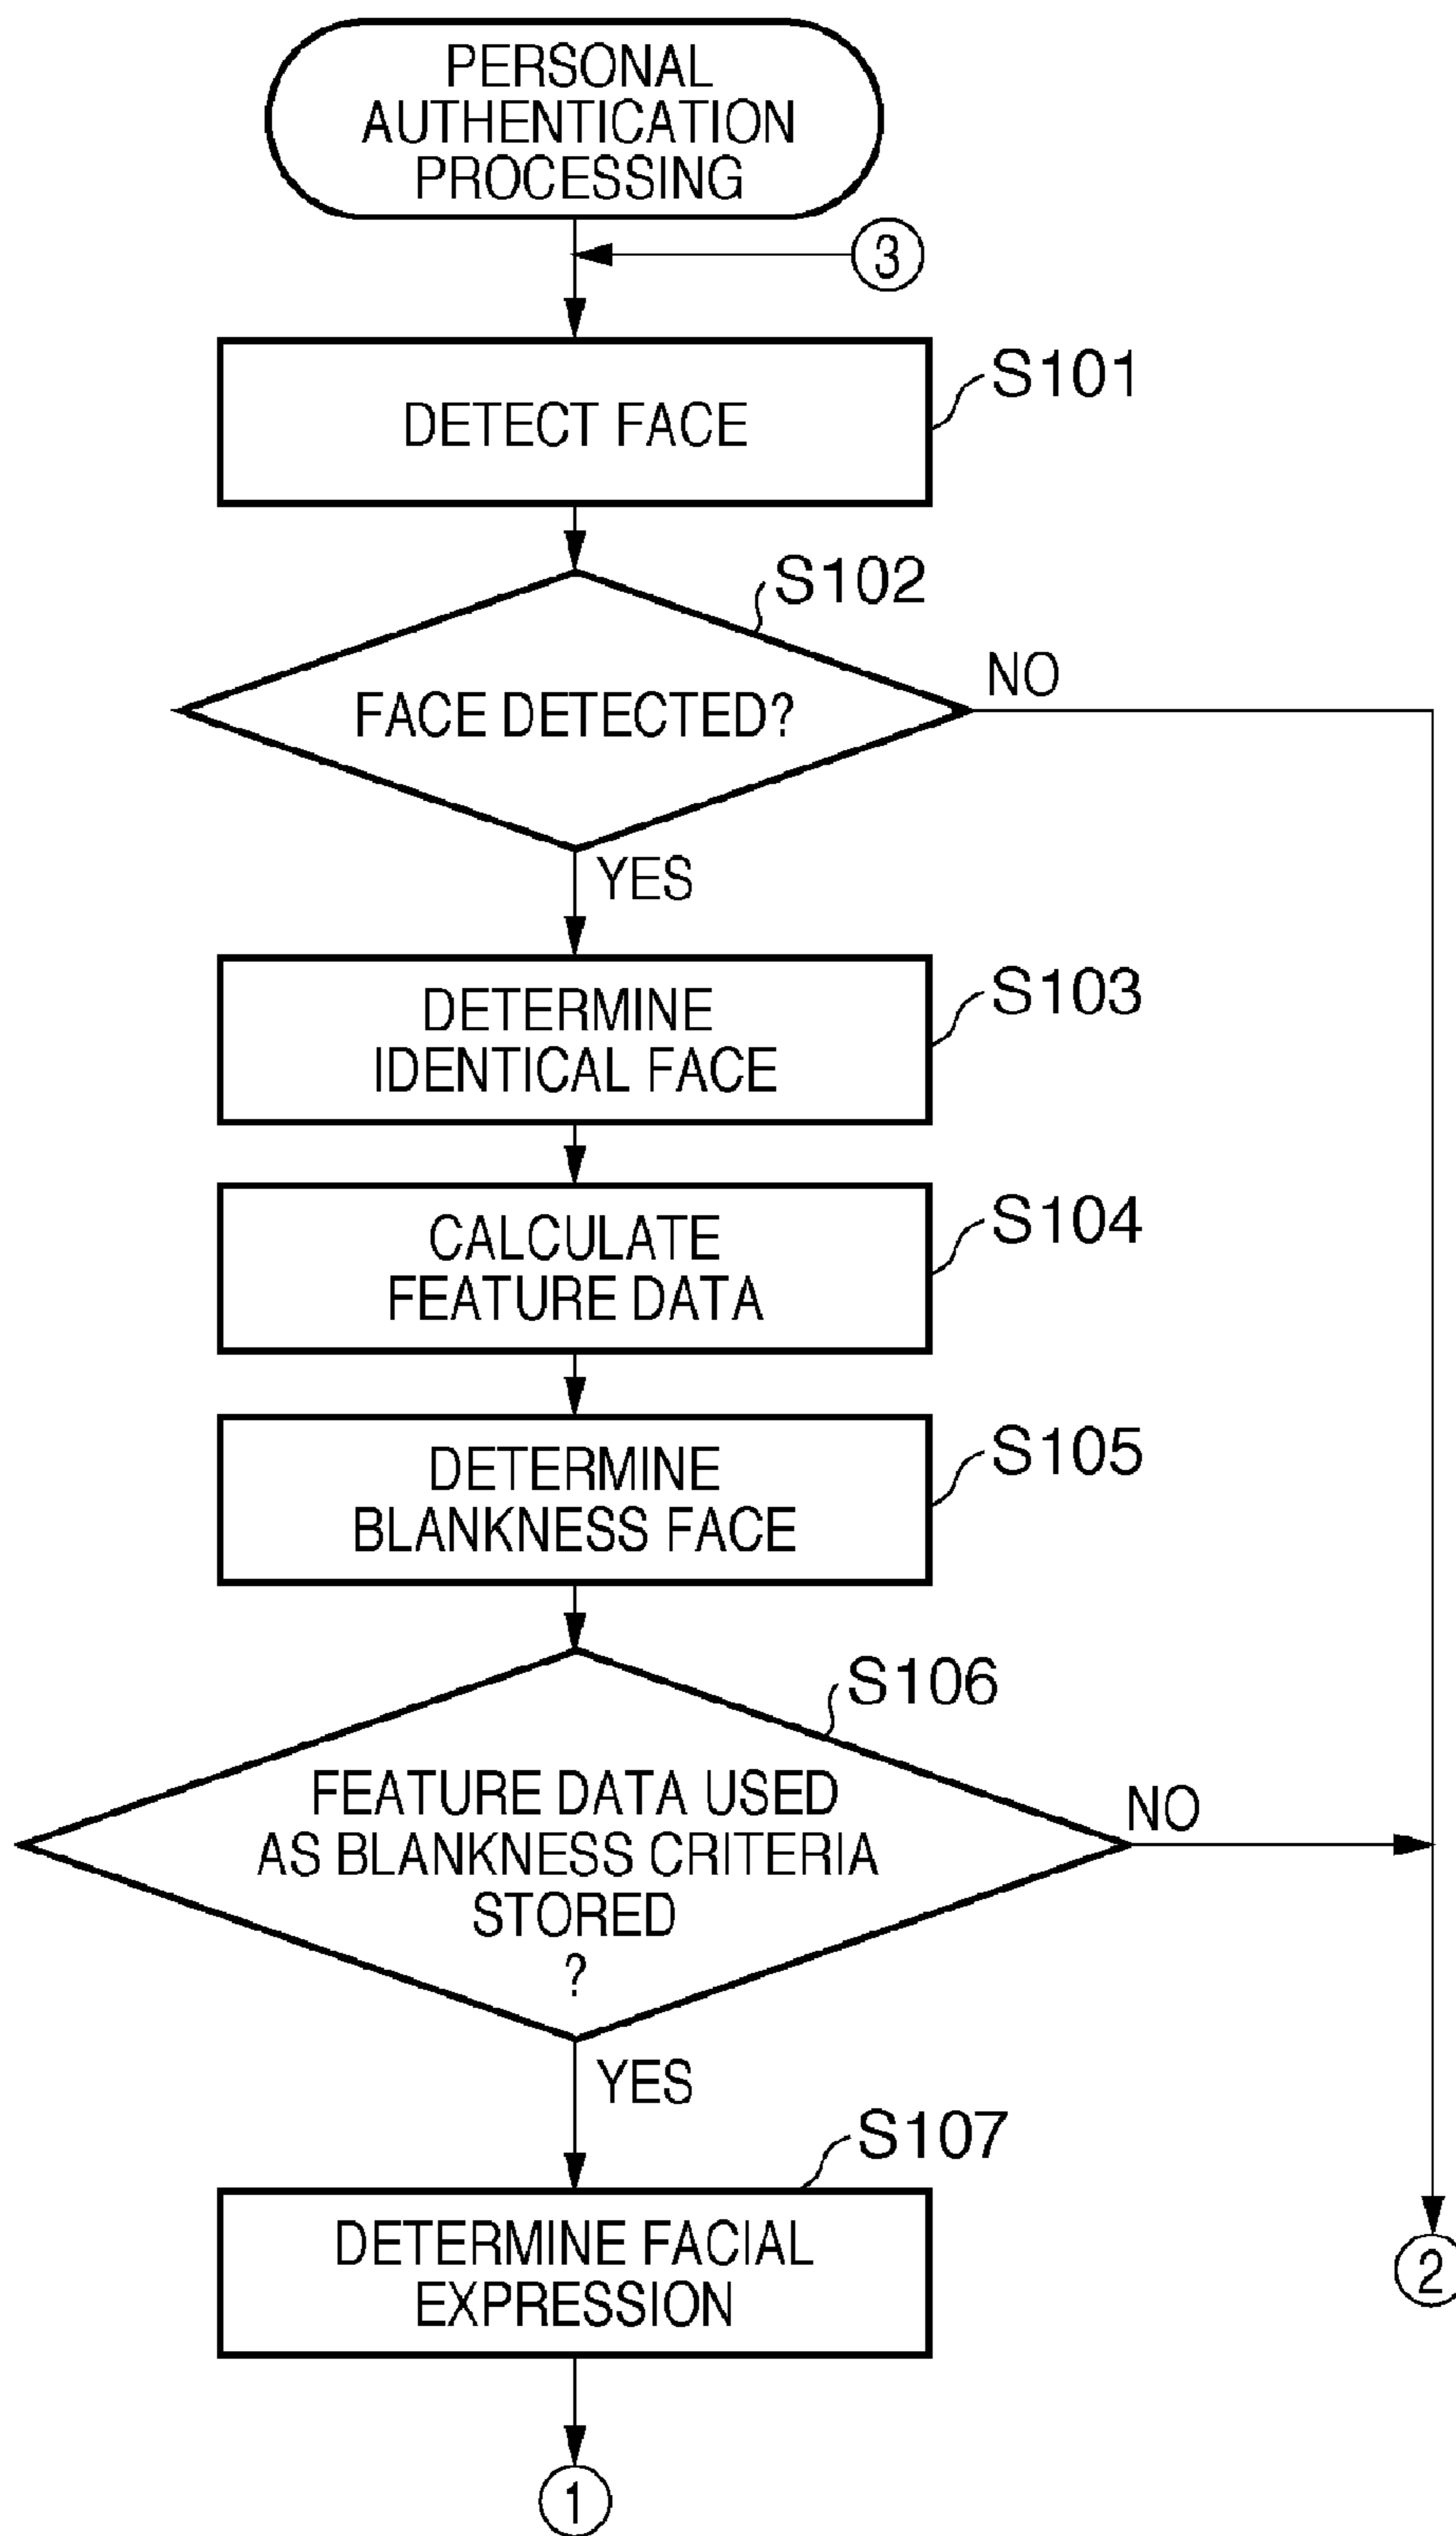 PERSONAL
AUTHENTICATION
PROCESSING
3
S101
DETECT FACE
S102
FACE DETECTED?
NO
YES
S103
DETERMINE
IDENTICAL FACE
S104
CALCULATE
FEATURE DATA
S105
DETERMINE
BLANKNESS FACE
S106
FEATURE DATA USED
AS BLANKNESS CRITERIA
STORED
?
NO
YES
S107
DETERMINE FACIAL
EXPRESSION
2
1